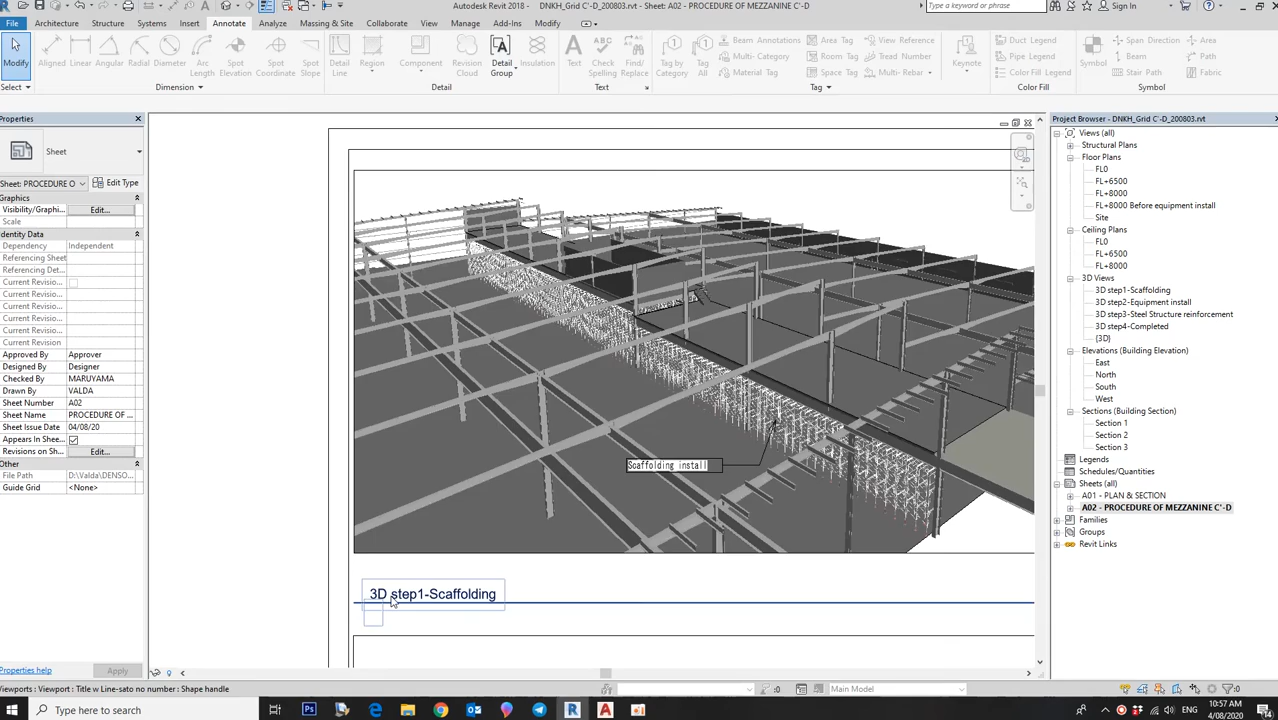 Autodesk Revit 2018 - DNKH_Grid C'-D_200803.rvt - Sheet: A02 - PROCEDURE OF MEZZANINE C'-D
Type a keyword or phrase
Sign In
File Architecture Structure Systems Insert Annotate Analyze Massing & Site Collaborate View Manage Add-Ins Modify
Modify Aligned Linear Angular Radial Diameter Arc Length Spot Elevation Spot Coordinate Spot Slope Detail Line Region Component Revision Cloud Detail Group Insulation Text Check Spelling Find/Replace Tag by Category Tag All
Beam Annotations Area Tag View Reference
Multi- Category Room Tag Tread Number
Material Tag Space Tag Multi- Rebar
Keynote
Duct Legend
Pipe Legend
Color Fill Legend
Symbol
Span Direction Area
Beam Path
Stair Path Fabric
Select Dimension Detail Text Tag Color Fill Symbol
Properties
Sheet
Sheet: PROCEDURE O Edit Type
Graphics
Visibility/Graphi... Edit...
Scale
Identity Data
Dependency Independent
Referencing Sheet
Referencing Det...
Current Revisio...
Current Revisio...
Current Revisio...
Current Revisio...
Current Revisio...
Current Revision
Approved By Approver
Designed By Designer
Checked By MARUYAMA
Drawn By VALDA
Sheet Number A02
Sheet Name PROCEDURE OF ...
Sheet Issue Date 04/08/20
Appears In Shee...
Revisions on Sh... Edit...
Other
File Path D:\Valda\DENSO...
Guide Grid <None>
Properties help Apply
Scaffolding install
3D step1-Scaffolding
Project Browser - DNKH_Grid C'-D_200803.rvt
Views (all)
Structural Plans
Floor Plans
FL0
FL+6500
FL+8000
FL+8000 Before equipment install
Site
Ceiling Plans
FL0
FL+6500
FL+8000
3D Views
3D step1-Scaffolding
3D step2-Equipment install
3D step3-Steel Structure reinforcement
3D step4-Completed
{3D}
Elevations (Building Elevation)
East
North
South
West
Sections (Building Section)
Section 1
Section 2
Section 3
Legends
Schedules/Quantities
Sheets (all)
A01 - PLAN & SECTION
A02 - PROCEDURE OF MEZZANINE C'-D
Families
Groups
Revit Links
Viewports : Viewport : Title w Line-sato no number : Shape handle
:0
Main Model
:0
Type here to search
ENG
10:57 AM
4/08/2020